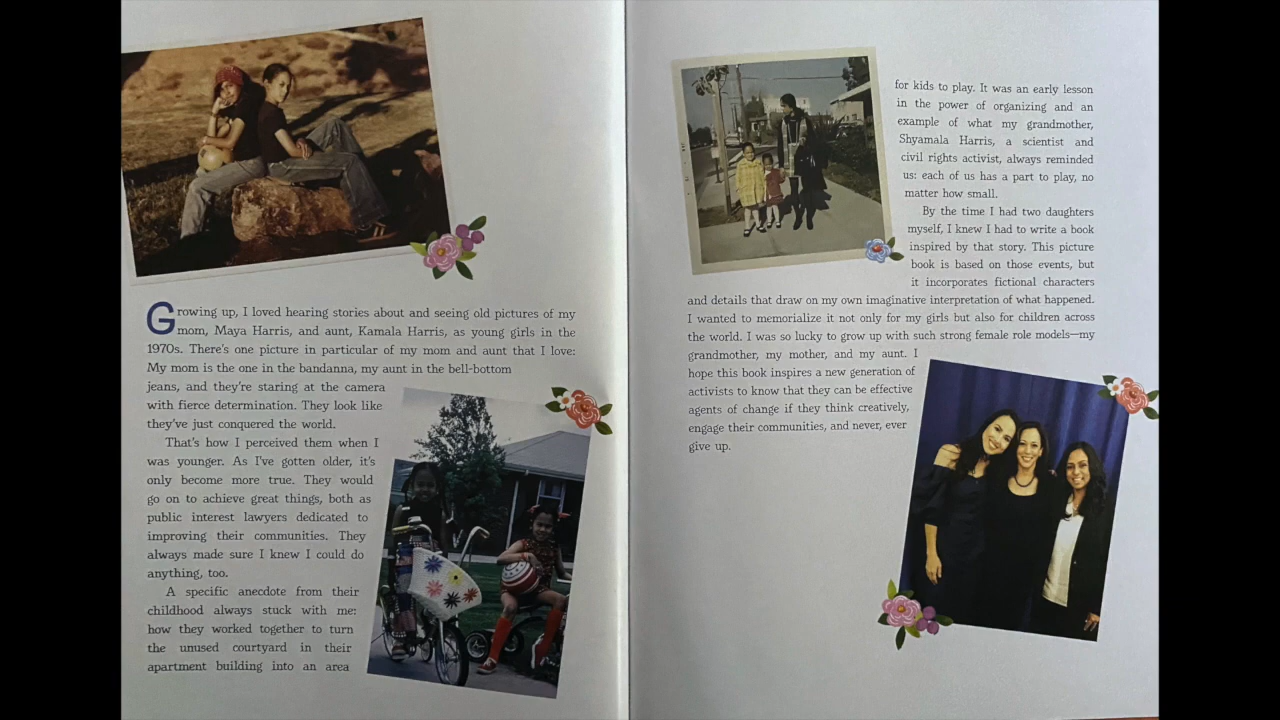 Growing up, I loved hearing stories about and seeing old pictures of my
mom, Maya Harris, and aunt, Kamala Harris, as young girls in the
1970s. There's one picture in particular of my mom and aunt that I love:
My mom is the one in the bandanna, my aunt in the bell-bottom
jeans, and they're staring at the camera
with fierce determination. They look like
they've just conquered the world.
That's how I perceived them when I
was younger. As I've gotten older, it's
only become more true. They would
go on to achieve great things, both as
public interest lawyers dedicated to
improving their communities. They
always made sure I knew I could do
anything, too.
A specific anecdote from their
childhood always stuck with me:
how they worked together to turn
the unused courtyard in their
apartment building into an area
for kids to play. It was an early lesson
in the power of organizing and an
example of what my grandmother,
Shyamala Harris, a scientist and
civil rights activist, always reminded
us: each of us has a part to play, no
matter how small.
By the time I had two daughters
myself, I knew I had to write a book
inspired by that story. This picture
book is based on those events, but
it incorporates fictional characters
and details that draw on my own imaginative interpretation of what happened.
I wanted to memorialize it not only for my girls but also for children across
the world. I was so lucky to grow up with such strong female role models—my
grandmother, my mother, and my aunt. I
hope this book inspires a new generation of
activists to know that they can be effective
agents of change if they think creatively,
engage their communities, and never, ever
give up.